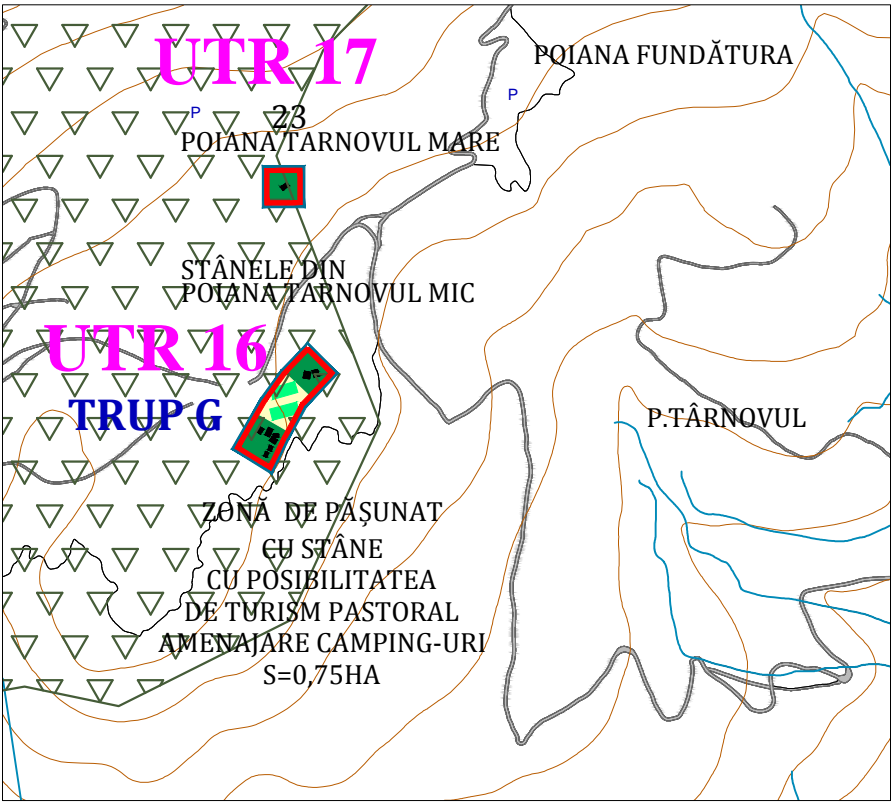 UTR 17
POIANA FUNDĂTURA
P
P
23
POIANA TARNOVUL MARE
STÂNELE DIN
POIANA TARNOVUL MIC
UTR 16
TRUP G
P.TÂRNOVUL
ZONĂ DE PĂȘUNAT
CU STÂNE
CU POSIBILITATEA
DE TURISM PASTORAL
AMENAJARE CAMPING-URI
S=0,75HA